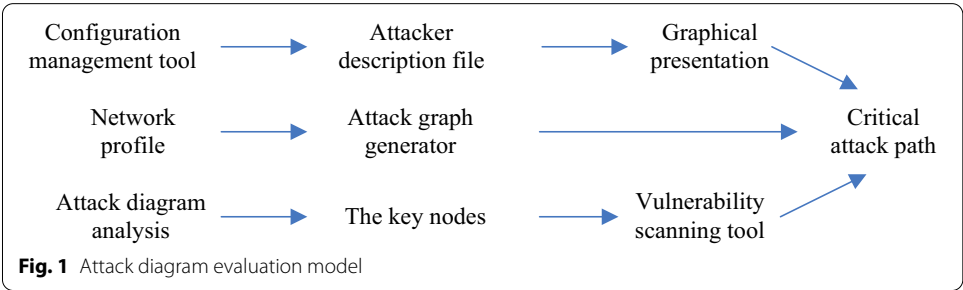 Configuration
management tool
Attacker
description file
Graphical
presentation
Network
profile
Attack graph
generator
Critical
attack path
Attack diagram
analysis
The key nodes
Vulnerability
scanning tool
Fig. 1 Attack diagram evaluation model